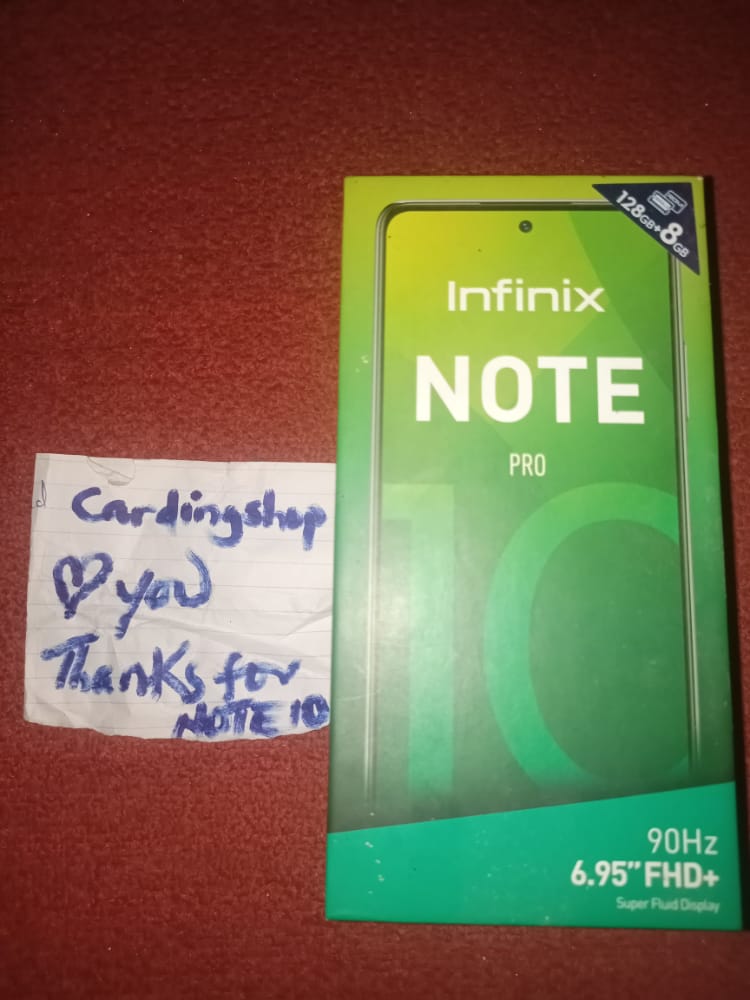 Cardingshop
♡ you
Thanks for
NOTE 10
128GB+8GB
Infinix
NOTE
PRO
10
90Hz
6.95” FHD+
Super Fluid Display